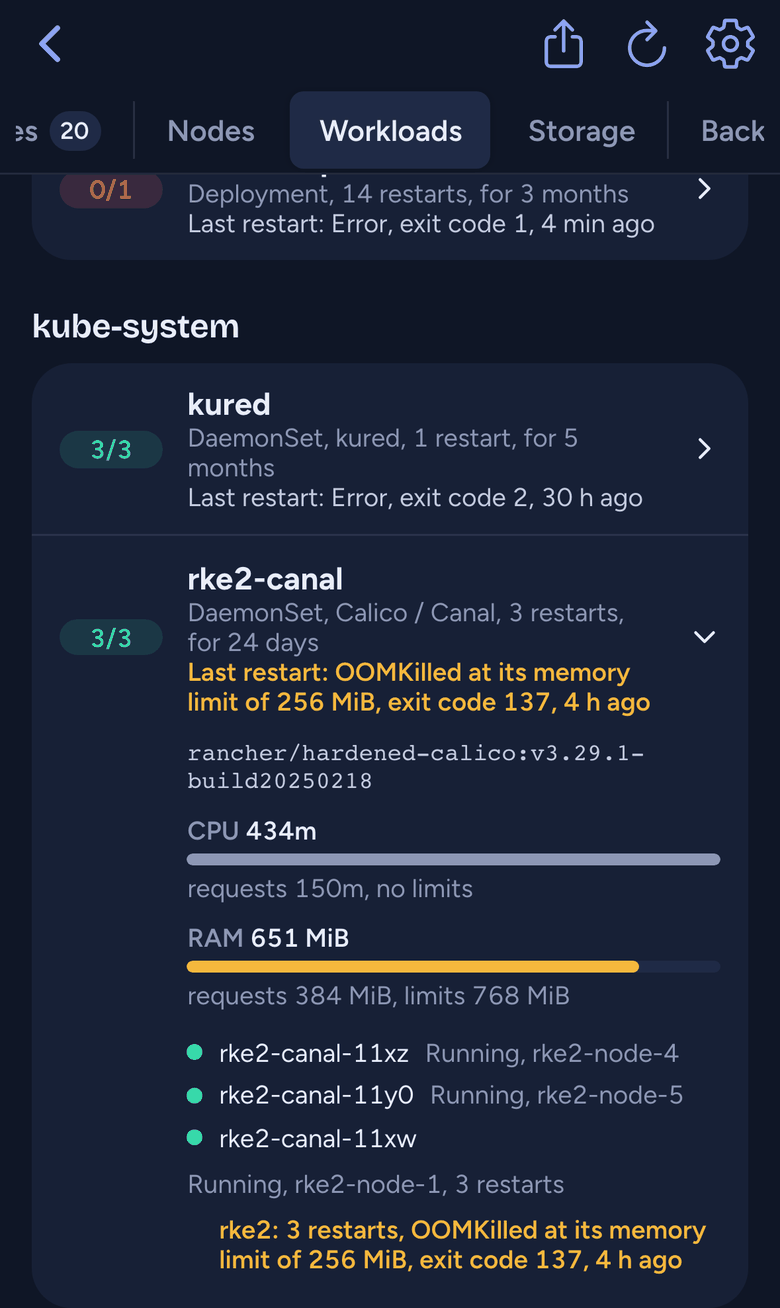 es 20 Nodes Workloads Storage Back
0/1
Deployment, 14 restarts, for 3 months
Last restart: Error, exit code 1, 4 min ago
kube-system
kured
3/3
DaemonSet, kured, 1 restart, for 5
months
Last restart: Error, exit code 2, 30 h ago
rke2-canal
3/3
DaemonSet, Calico / Canal, 3 restarts,
for 24 days
Last restart: OOMKilled at its memory
limit of 256 MiB, exit code 137, 4 h ago
rancher/hardened-calico:v3.29.1-
build20250218
CPU 434m
requests 150m, no limits
RAM 651 MiB
requests 384 MiB, limits 768 MiB
rke2-canal-11xz Running, rke2-node-4
rke2-canal-11y0 Running, rke2-node-5
rke2-canal-11xw
Running, rke2-node-1, 3 restarts
rke2: 3 restarts, OOMKilled at its memory
limit of 256 MiB, exit code 137, 4 h ago